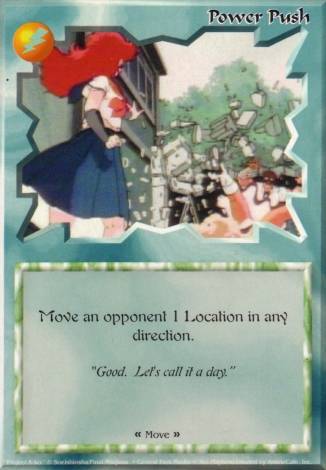 Power Push
Move an opponent 1 Location in any
direction.
"Good. Let's call it a day."
« Move »